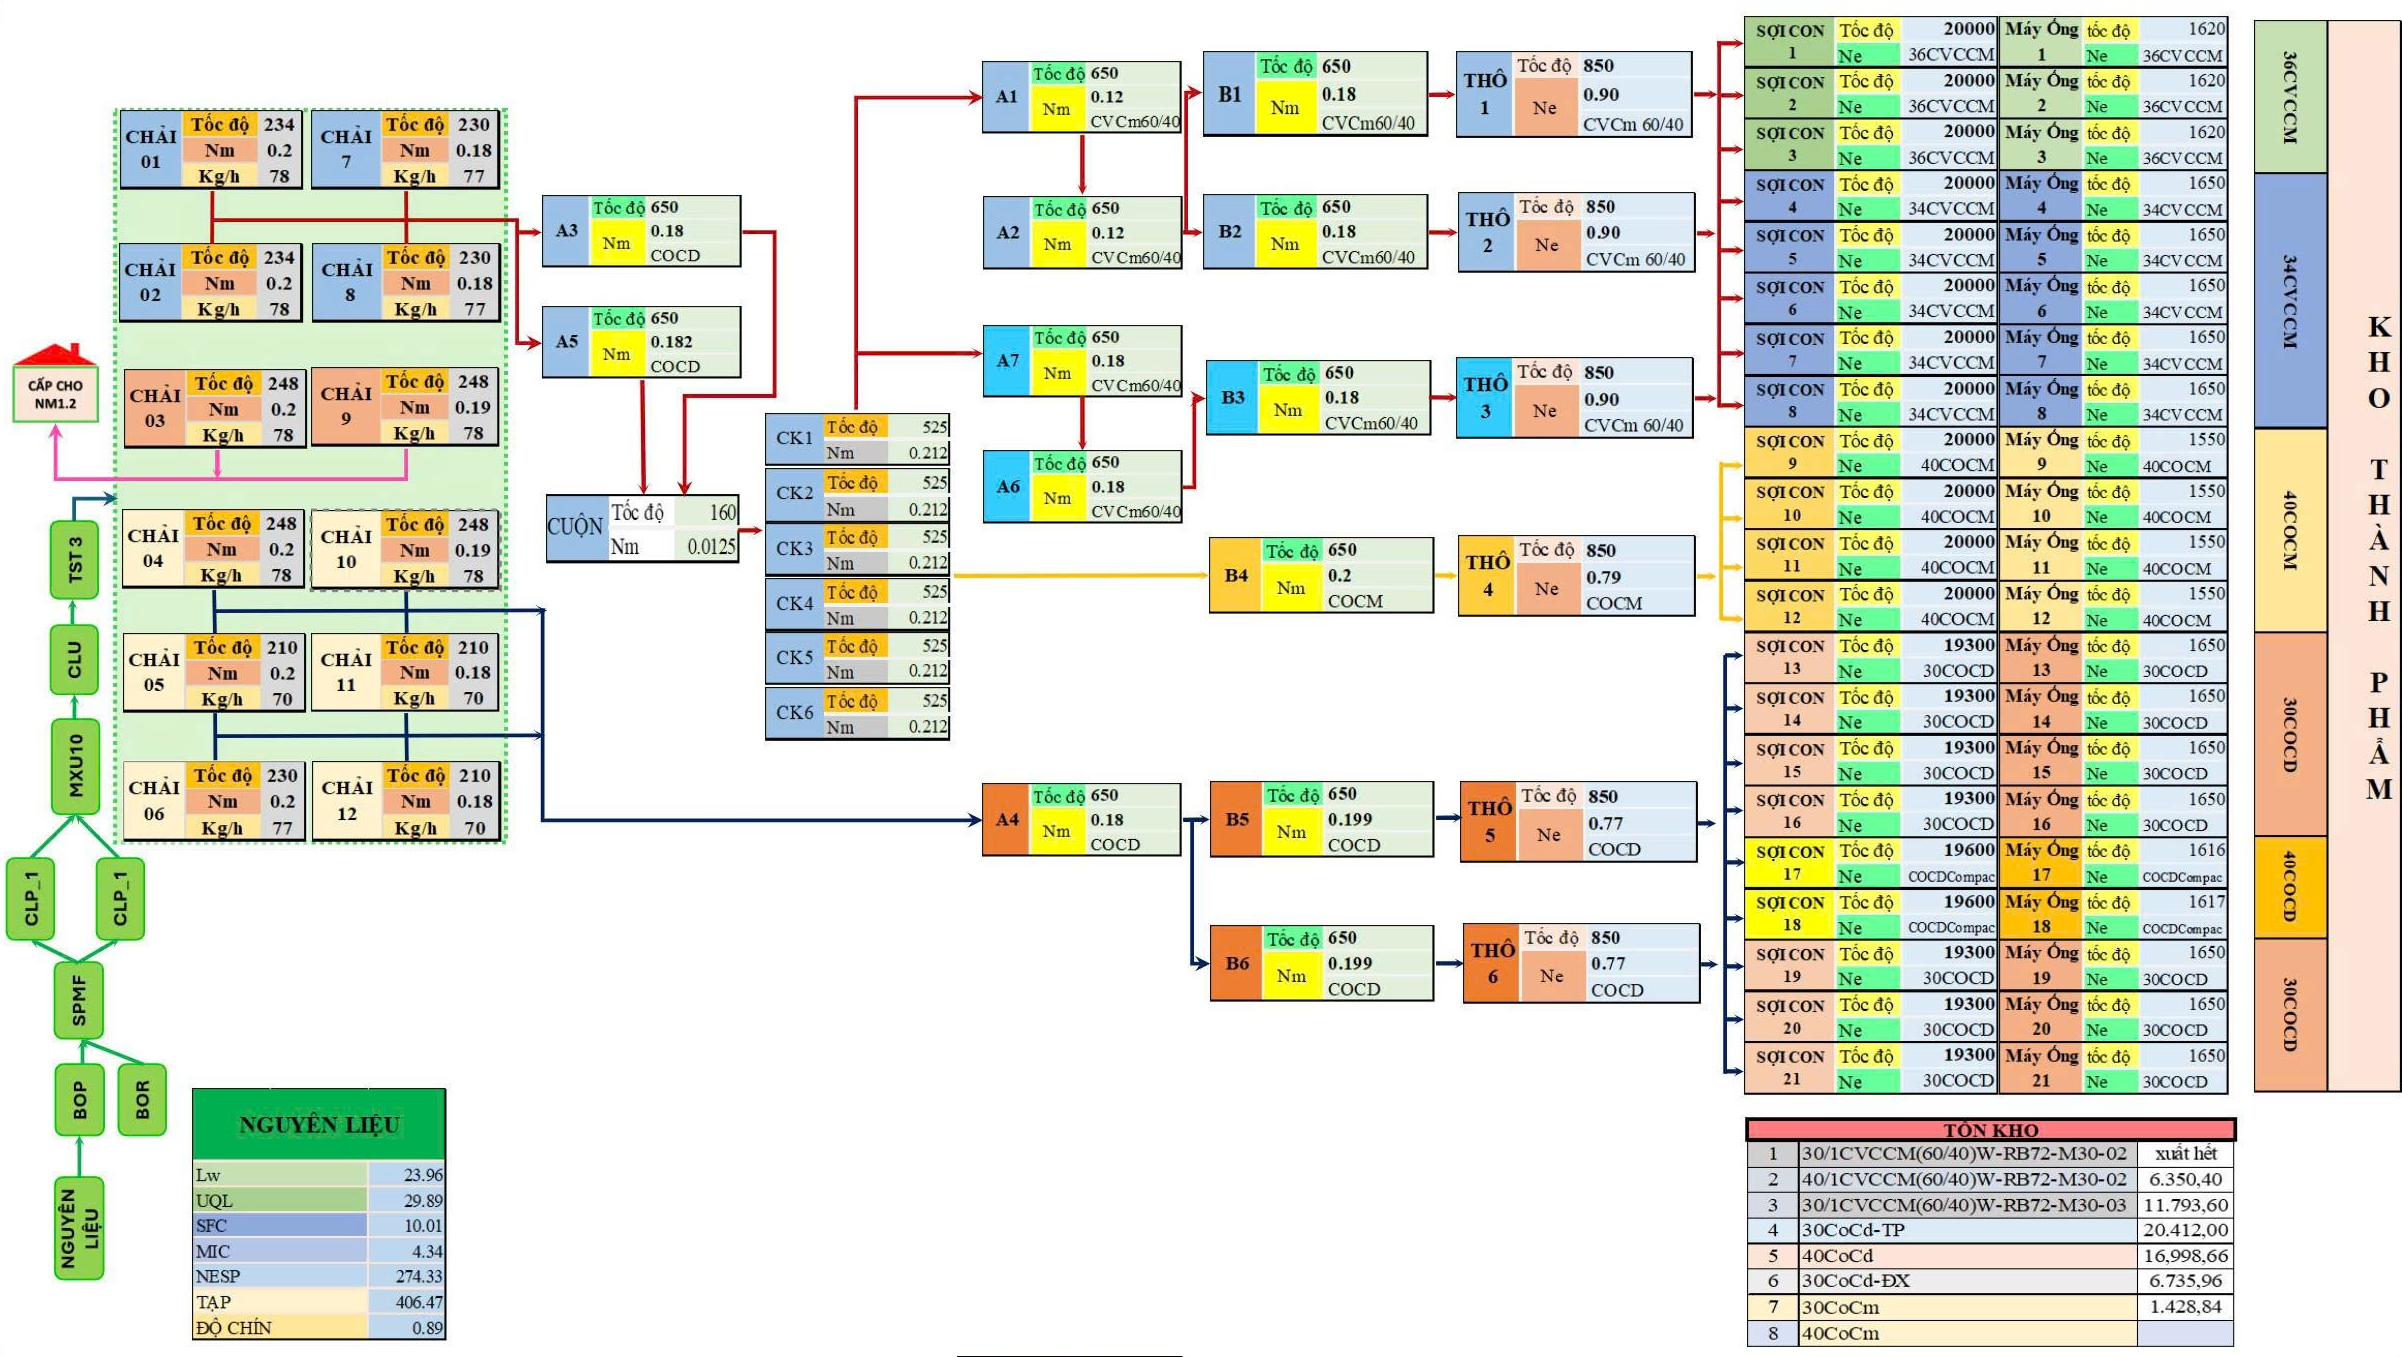 CHẢI 01
Tốc độ 234
Nm 0.2
Kg/h 78
CHẢI 7
Tốc độ 230
Nm 0.18
Kg/h 77
CHẢI 02
Tốc độ 234
Nm 0.2
Kg/h 78
CHẢI 8
Tốc độ 230
Nm 0.18
Kg/h 77
CHẢI 03
Tốc độ 248
Nm 0.2
Kg/h 78
CHẢI 9
Tốc độ 248
Nm 0.19
Kg/h 78
CHẢI 04
Tốc độ 248
Nm 0.2
Kg/h 78
CHẢI 10
Tốc độ 248
Nm 0.19
Kg/h 78
CHẢI 05
Tốc độ 210
Nm 0.2
Kg/h 70
CHẢI 11
Tốc độ 210
Nm 0.18
Kg/h 70
CHẢI 06
Tốc độ 230
Nm 0.2
Kg/h 77
CHẢI 12
Tốc độ 210
Nm 0.18
Kg/h 70
CẤP CHO
NM1.2
TST 3
CLU
MXU10
CLP_1
CLP_1
SPMF
BOP
BOR
NGUYÊN
LIỆU
NGUYÊN LIỆU
Lw 23.96
UQL 29.89
SFC 10.01
MIC 4.34
NESP 274.33
TẠP 406.47
ĐỘ CHÍN 0.89
A3
Tốc độ 650
Nm 0.18
COCD
A5
Tốc độ 650
Nm 0.182
COCD
CUỘN
Tốc độ 160
Nm 0.0125
CK1
Tốc độ 525
Nm 0.212
CK2
Tốc độ 525
Nm 0.212
CK3
Tốc độ 525
Nm 0.212
CK4
Tốc độ 525
Nm 0.212
CK5
Tốc độ 525
Nm 0.212
CK6
Tốc độ 525
Nm 0.212
A1
Tốc độ 650
Nm 0.12
CVCm60/40
A2
Tốc độ 650
Nm 0.12
CVCm60/40
A7
Tốc độ 650
Nm 0.18
CVCm60/40
A6
Tốc độ 650
Nm 0.18
CVCm60/40
A4
Tốc độ 650
Nm 0.18
COCD
B1
Tốc độ 650
Nm 0.18
CVCm60/40
B2
Tốc độ 650
Nm 0.18
CVCm60/40
B3
Tốc độ 650
Nm 0.18
CVCm60/40
B4
Tốc độ 650
Nm 0.2
COCM
B5
Tốc độ 650
Nm 0.199
COCD
B6
Tốc độ 650
Nm 0.199
COCD
THÔ 1
Tốc độ 850
Ne 0.90
CVCm 60/40
THÔ 2
Tốc độ 850
Ne 0.90
CVCm 60/40
THÔ 3
Tốc độ 850
Ne 0.90
CVCm 60/40
THÔ 4
Tốc độ 850
Ne 0.79
COCM
THÔ 5
Tốc độ 850
Ne 0.77
COCD
THÔ 6
Tốc độ 850
Ne 0.77
COCD
SỢI CON Tốc độ 20000 Máy Ống tốc độ 1620
1 Ne 36CVCCM 1 Ne 36CVCCM
SỢI CON Tốc độ 20000 Máy Ống tốc độ 1620
2 Ne 36CVCCM 2 Ne 36CVCCM
SỢI CON Tốc độ 20000 Máy Ống tốc độ 1620
3 Ne 36CVCCM 3 Ne 36CVCCM
SỢI CON Tốc độ 20000 Máy Ống tốc độ 1650
4 Ne 34CVCCM 4 Ne 34CVCCM
SỢI CON Tốc độ 20000 Máy Ống tốc độ 1650
5 Ne 34CVCCM 5 Ne 34CVCCM
SỢI CON Tốc độ 20000 Máy Ống tốc độ 1650
6 Ne 34CVCCM 6 Ne 34CVCCM
SỢI CON Tốc độ 20000 Máy Ống tốc độ 1650
7 Ne 34CVCCM 7 Ne 34CVCCM
SỢI CON Tốc độ 20000 Máy Ống tốc độ 1650
8 Ne 34CVCCM 8 Ne 34CVCCM
SỢI CON Tốc độ 20000 Máy Ống tốc độ 1550
9 Ne 40COCM 9 Ne 40COCM
SỢI CON Tốc độ 20000 Máy Ống tốc độ 1550
10 Ne 40COCM 10 Ne 40COCM
SỢI CON Tốc độ 20000 Máy Ống tốc độ 1550
11 Ne 40COCM 11 Ne 40COCM
SỢI CON Tốc độ 20000 Máy Ống tốc độ 1550
12 Ne 40COCM 12 Ne 40COCM
SỢI CON Tốc độ 19300 Máy Ống tốc độ 1650
13 Ne 30COCD 13 Ne 30COCD
SỢI CON Tốc độ 19300 Máy Ống tốc độ 1650
14 Ne 30COCD 14 Ne 30COCD
SỢI CON Tốc độ 19300 Máy Ống tốc độ 1650
15 Ne 30COCD 15 Ne 30COCD
SỢI CON Tốc độ 19300 Máy Ống tốc độ 1650
16 Ne 30COCD 16 Ne 30COCD
SỢI CON Tốc độ 19600 Máy Ống tốc độ 1616
17 Ne COCDCompac 17 Ne COCDCompac
SỢI CON Tốc độ 19600 Máy Ống tốc độ 1617
18 Ne COCDCompac 18 Ne COCDCompac
SỢI CON Tốc độ 19300 Máy Ống tốc độ 1650
19 Ne 30COCD 19 Ne 30COCD
SỢI CON Tốc độ 19300 Máy Ống tốc độ 1650
20 Ne 30COCD 20 Ne 30COCD
SỢI CON Tốc độ 19300 Máy Ống tốc độ 1650
21 Ne 30COCD 21 Ne 30COCD
36CVCCM
34CVCCM
40COCM
30COCD
40COCD
30COCD
KHO THÀNH PHẨM
TỒN KHO
1 30/1CVCCM(60/40)W-RB72-M30-02 xuất hết
2 40/1CVCCM(60/40)W-RB72-M30-02 6.350,40
3 30/1CVCCM(60/40)W-RB72-M30-03 11.793,60
4 30CoCd-TP 20.412,00
5 40CoCd 16,998,66
6 30CoCd-ĐX 6.735,96
7 30CoCm 1.428,84
8 40CoCm